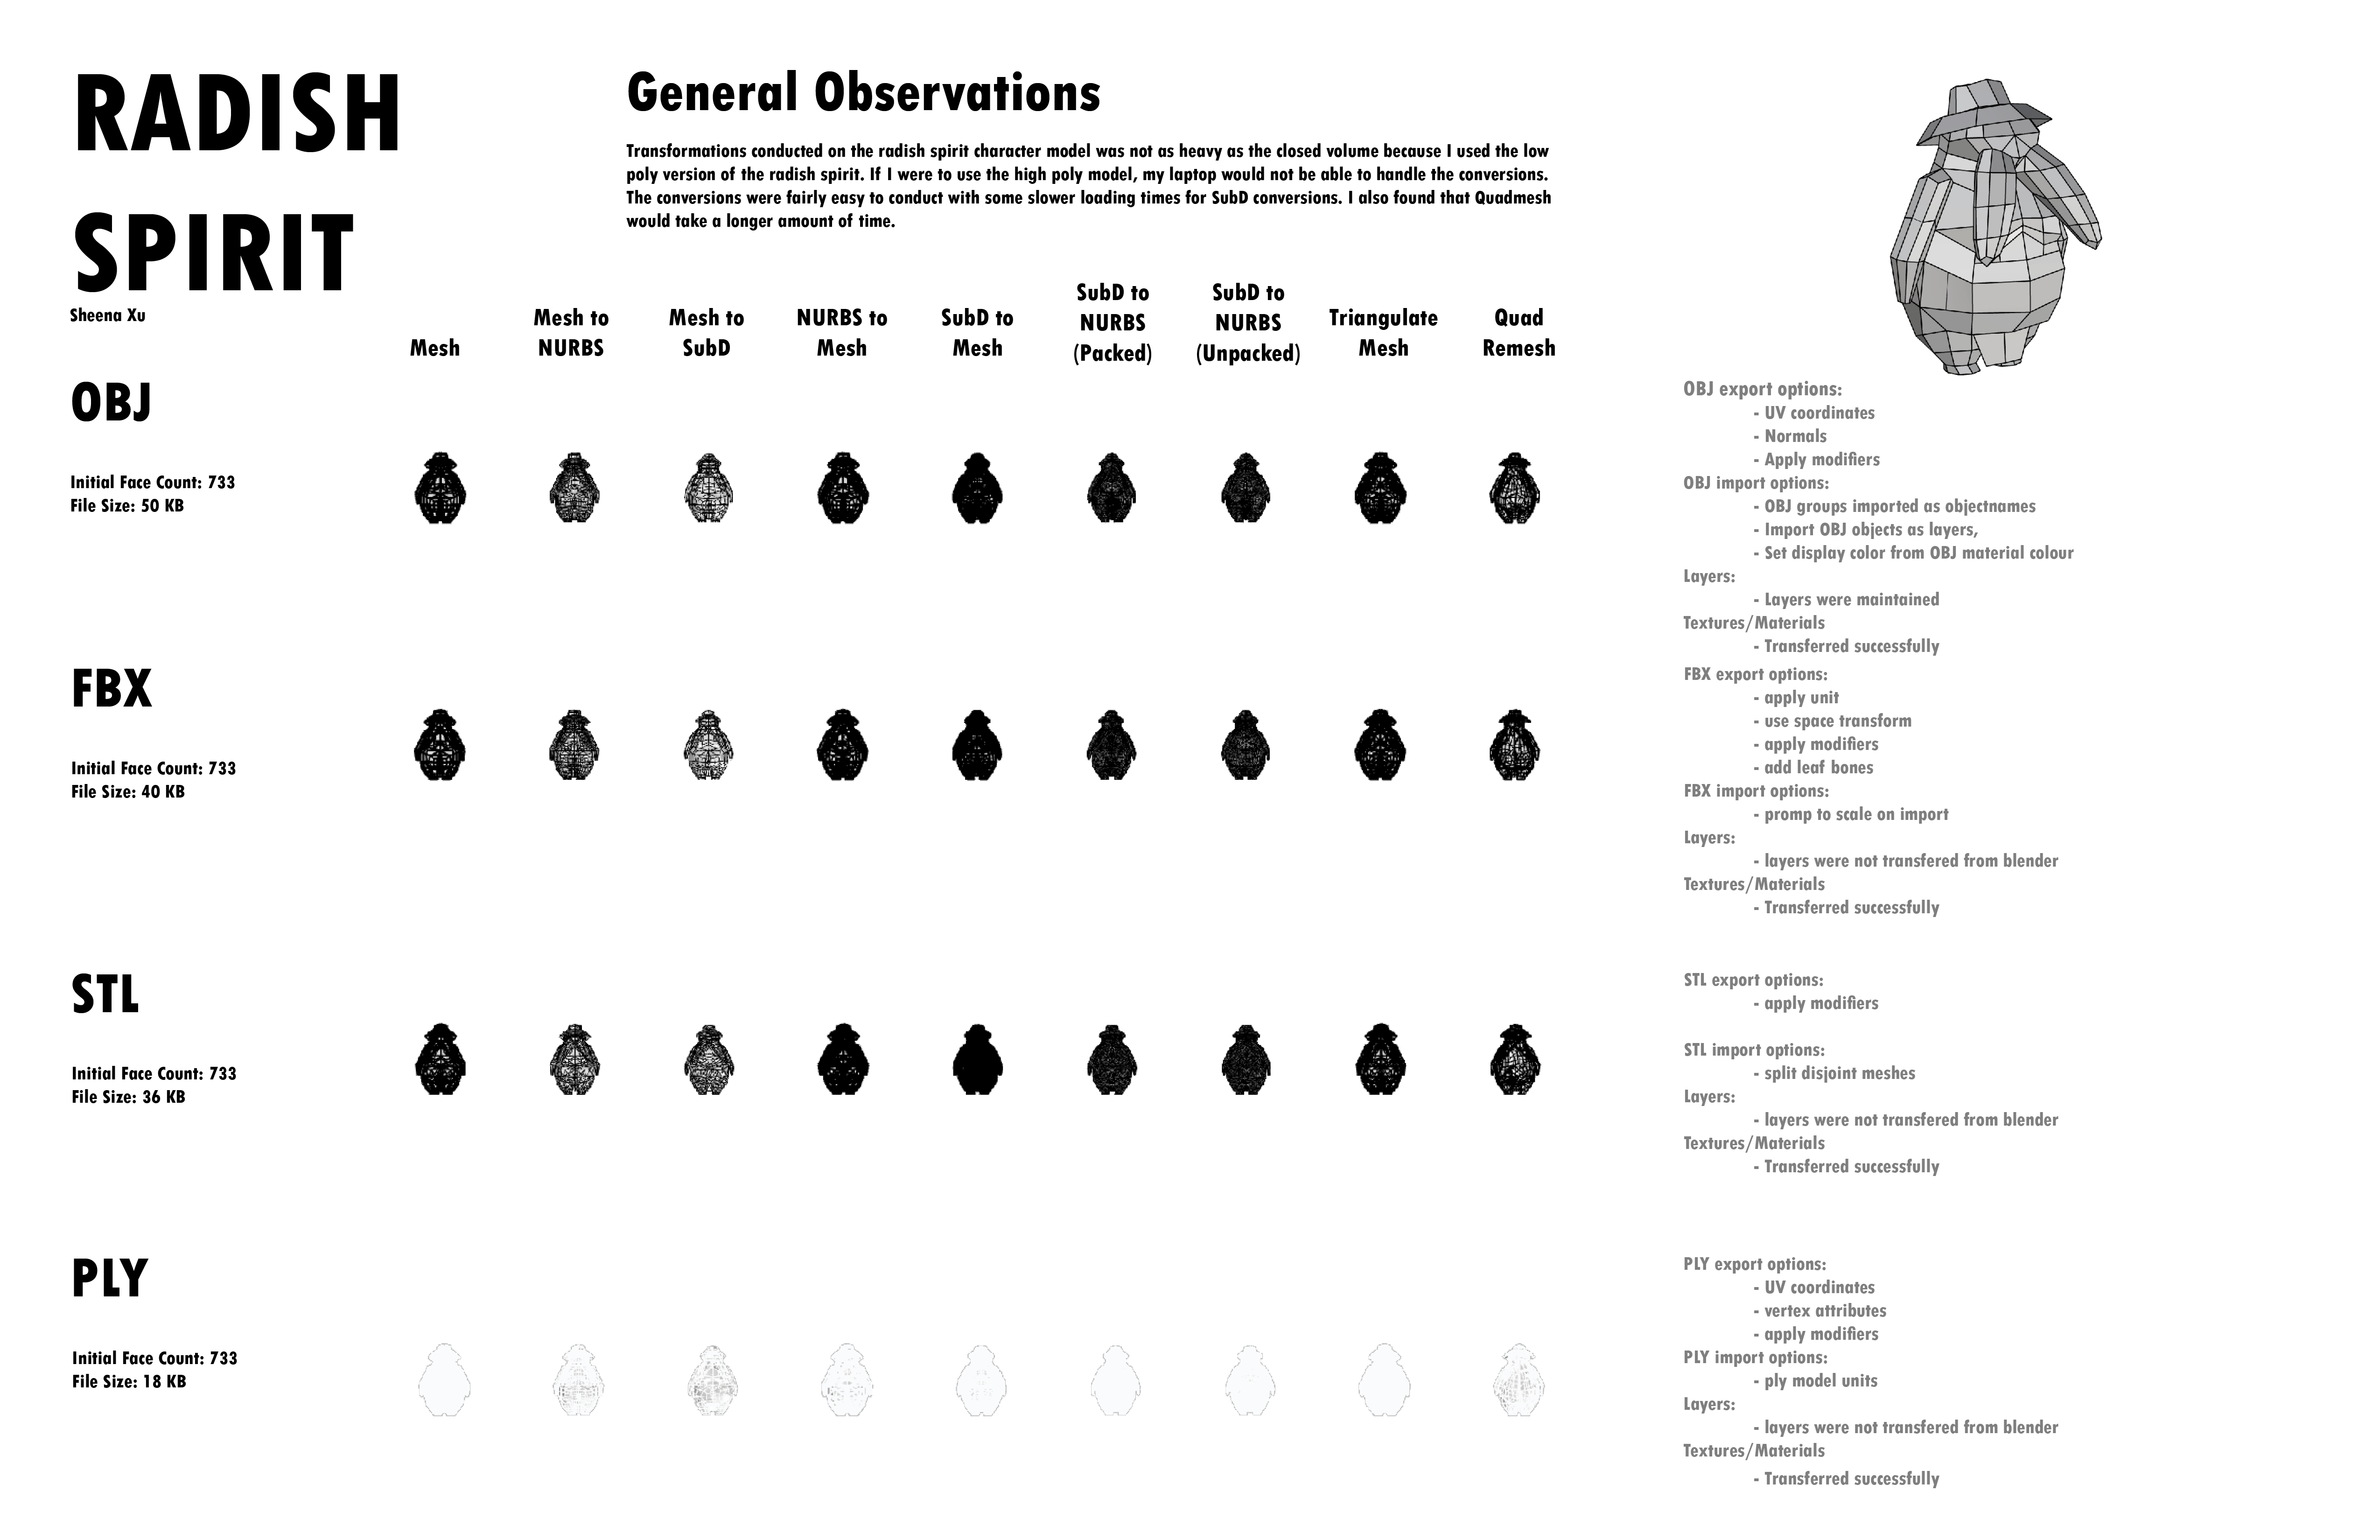 RADISH
SPIRIT
Sheena Xu
General Observations
Transformations conducted on the radish spirit character model was not as heavy as the closed volume because I used the low
poly version of the radish spirit. If I were to use the high poly model, my laptop would not be able to handle the conversions.
The conversions were fairly easy to conduct with some slower loading times for SubD conversions. I also found that Quadmesh
would take a longer amount of time.
Mesh
Mesh to
NURBS
Mesh to
SubD
NURBS to
Mesh
SubD to
Mesh
SubD to
NURBS
(Packed)
SubD to
NURBS
(Unpacked)
Triangulate
Mesh
Quad
Remesh
OBJ
Initial Face Count: 733
File Size: 50 KB
OBJ export options:
- UV coordinates
- Normals
- Apply modifiers
OBJ import options:
- OBJ groups imported as objectnames
- Import OBJ objects as layers,
- Set display color from OBJ material colour
Layers:
- Layers were maintained
Textures/Materials
- Transferred successfully
FBX
Initial Face Count: 733
File Size: 40 KB
FBX export options:
- apply unit
- use space transform
- apply modifiers
- add leaf bones
FBX import options:
- promp to scale on import
Layers:
- layers were not transfered from blender
Textures/Materials
- Transferred successfully
STL
Initial Face Count: 733
File Size: 36 KB
STL export options:
- apply modifiers
STL import options:
- split disjoint meshes
Layers:
- layers were not transfered from blender
Textures/Materials
- Transferred successfully
PLY
Initial Face Count: 733
File Size: 18 KB
PLY export options:
- UV coordinates
- vertex attributes
- apply modifiers
PLY import options:
- ply model units
Layers:
- layers were not transfered from blender
Textures/Materials
- Transferred successfully